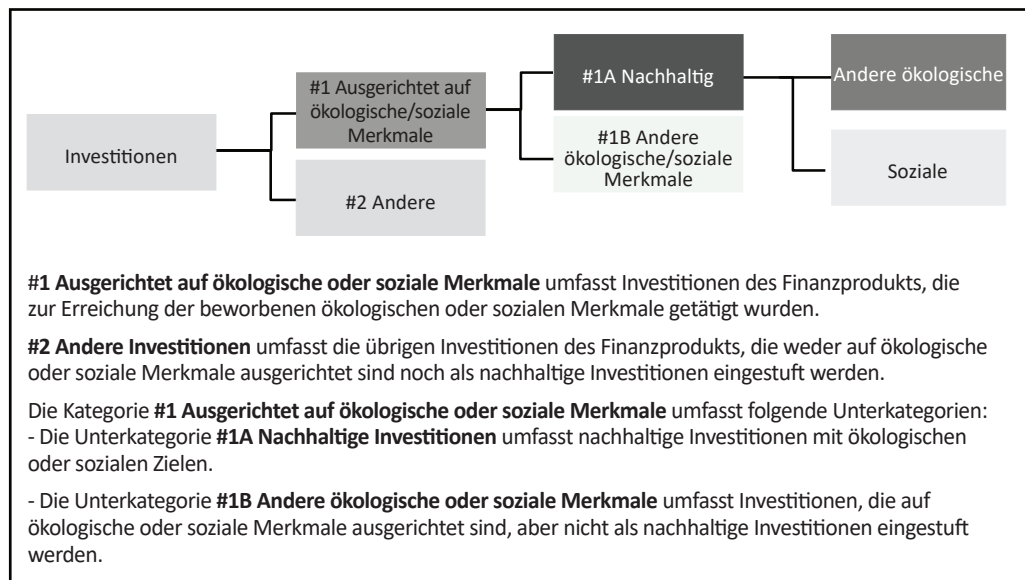 Investitionen
#1 Ausgerichtet auf
ökologische/soziale
Merkmale
#2 Andere
#1A Nachhaltig
#1B Andere
ökologische/soziale
Merkmale
Andere ökologische
Soziale
#1 Ausgerichtet auf ökologische oder soziale Merkmale umfasst Investitionen des Finanzprodukts, die
zur Erreichung der beworbenen ökologischen oder sozialen Merkmale getätigt wurden.
#2 Andere Investitionen umfasst die übrigen Investitionen des Finanzprodukts, die weder auf ökologische
oder soziale Merkmale ausgerichtet sind noch als nachhaltige Investitionen eingestuft werden.
Die Kategorie #1 Ausgerichtet auf ökologische oder soziale Merkmale umfasst folgende Unterkategorien:
- Die Unterkategorie #1A Nachhaltige Investitionen umfasst nachhaltige Investitionen mit ökologischen
oder sozialen Zielen.
- Die Unterkategorie #1B Andere ökologische oder soziale Merkmale umfasst Investitionen, die auf
ökologische oder soziale Merkmale ausgerichtet sind, aber nicht als nachhaltige Investitionen eingestuft
werden.